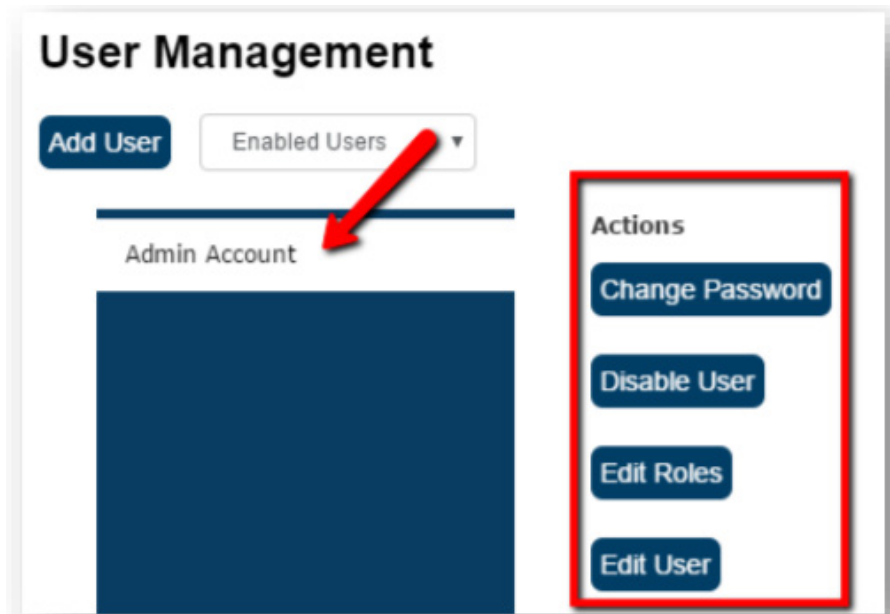 User Management
Add User
Enabled Users
Admin Account
Actions
Change Password
Disable User
Edit Roles
Edit User